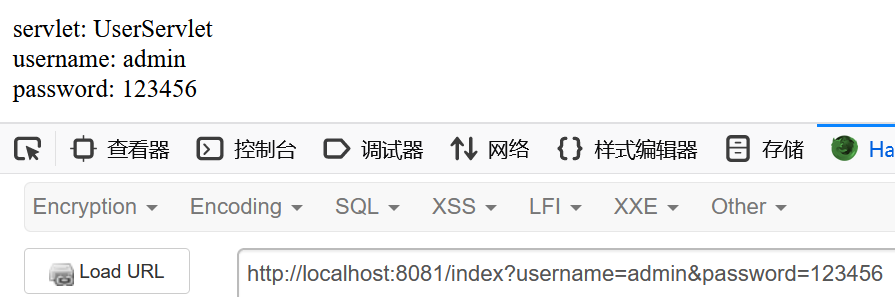 servlet: UserServlet
username: admin
password: 123456
查看器 控制台 调试器 网络 样式编辑器 存储 Ha
Encryption Encoding SQL XSS LFI XXE Other
Load URL http://localhost:8081/index?username=admin&password=123456